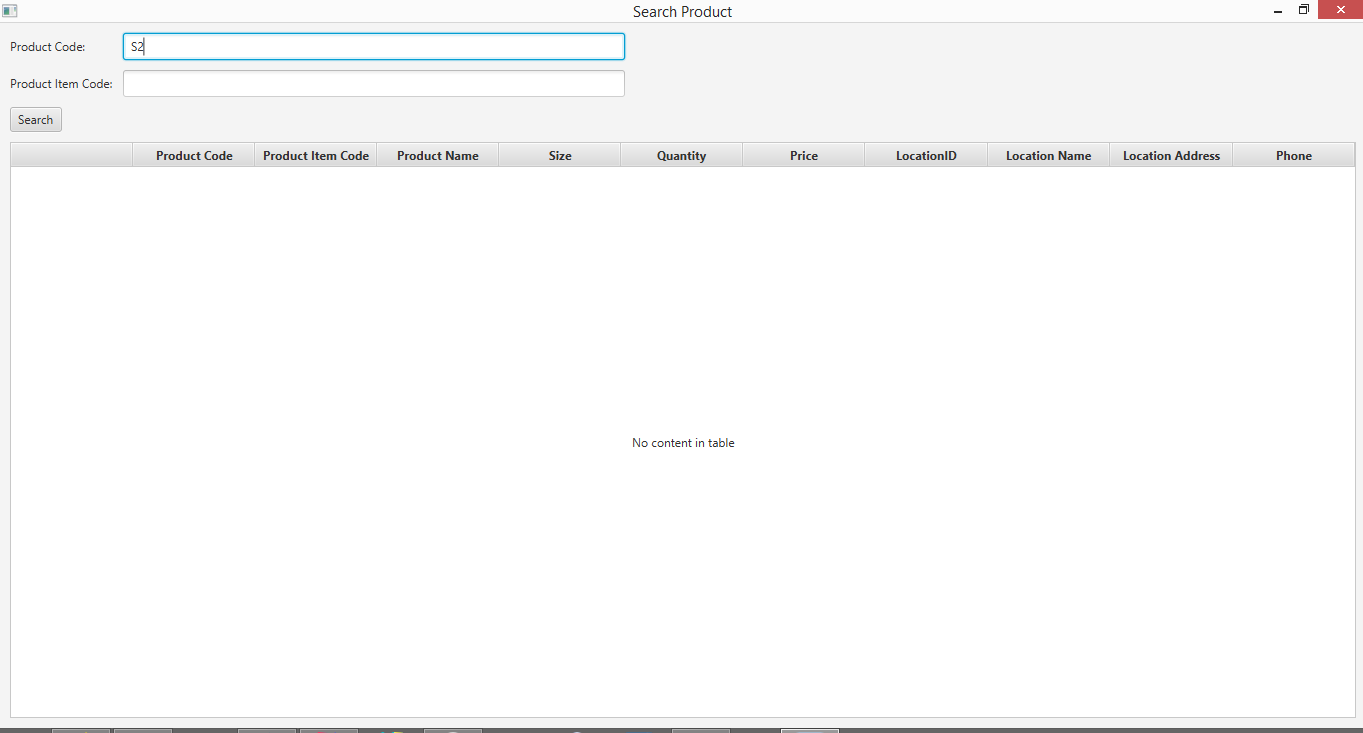 Search Product
Product Code: S2
Product Item Code:
Search
Product Code Product Item Code Product Name Size Quantity Price LocationID Location Name Location Address Phone
No content in table